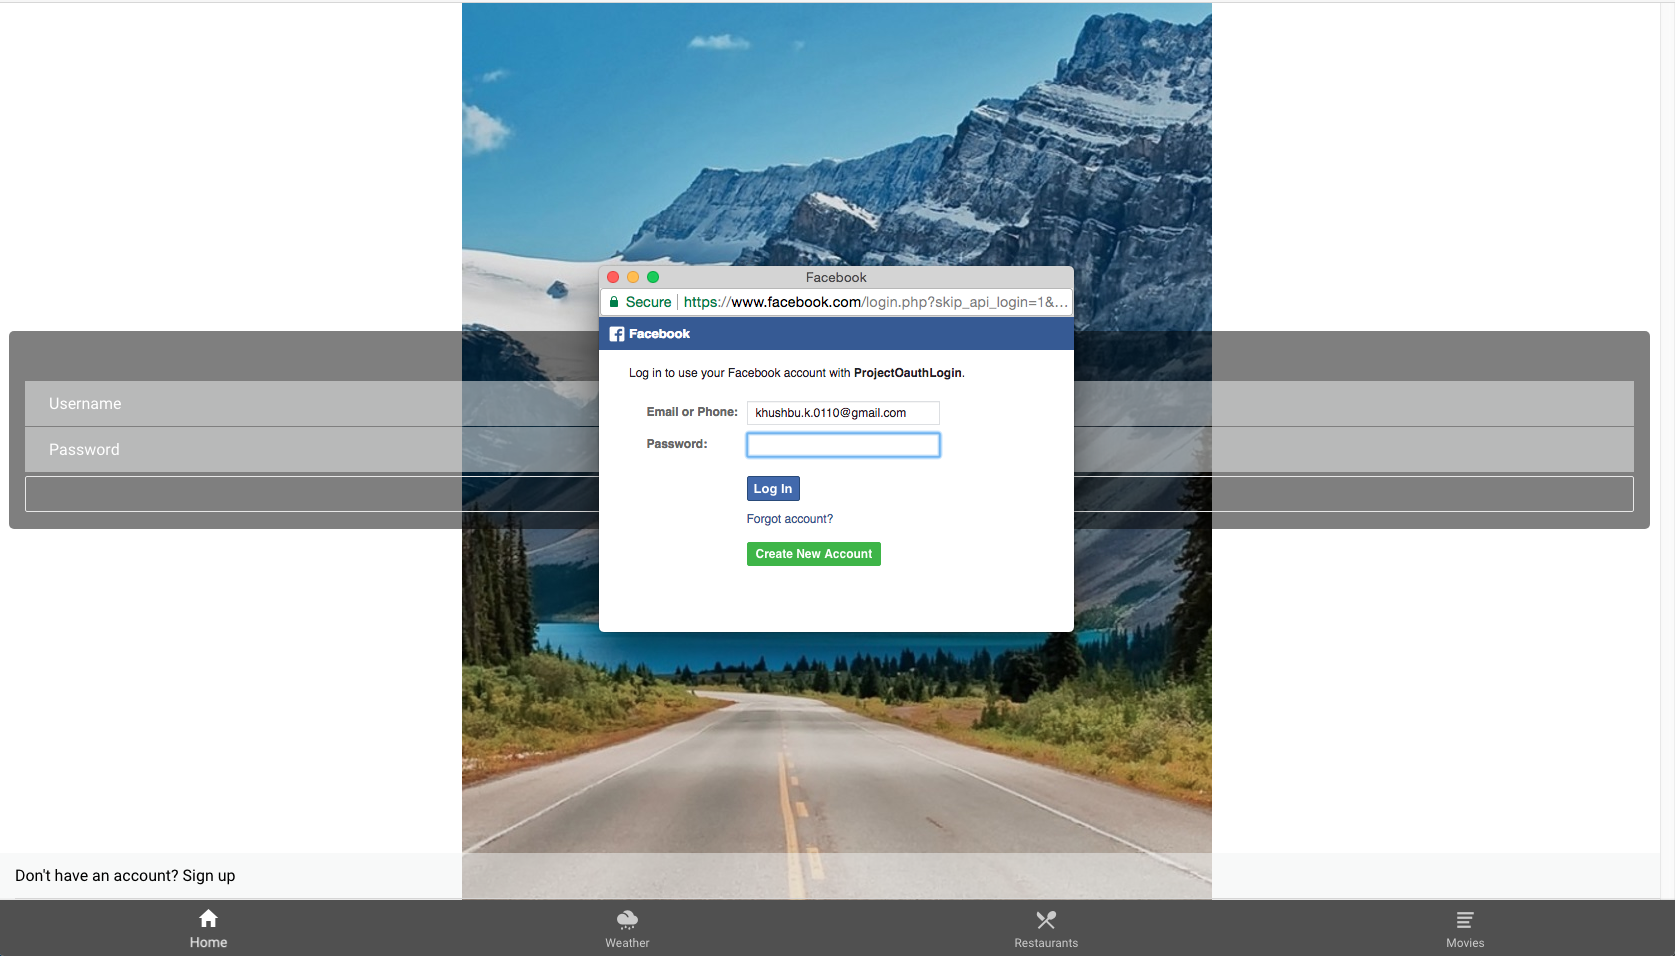 Facebook
Secure https://www.facebook.com/login.php?skip_api_login=1&...
Facebook
Log in to use your Facebook account with ProjectOauthLogin.
Username
Email or Phone: khushbu.k.0110@gmail.com
Password
Password:
Log In
Forgot account?
Create New Account
Don't have an account? Sign up
Home Weather Restaurants Movies